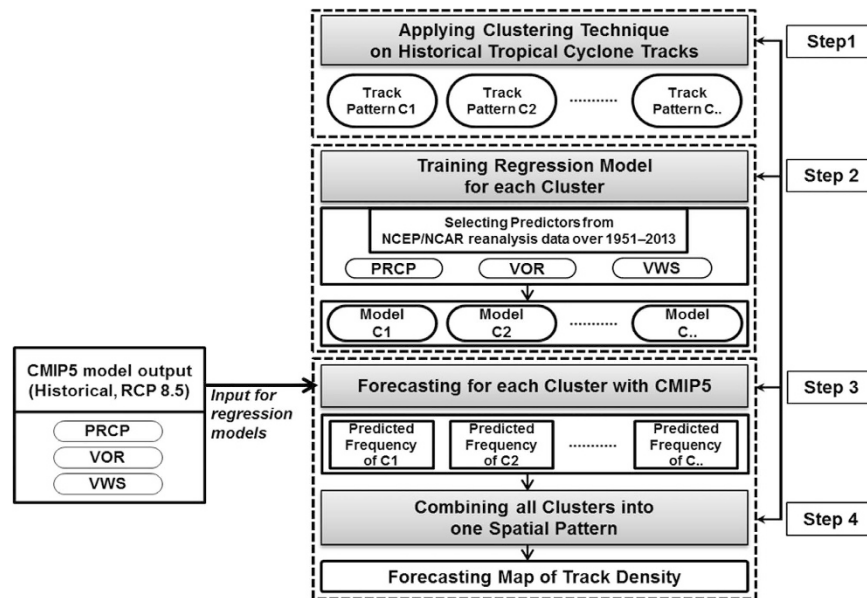 Applying Clustering Technique
on Historical Tropical Cyclone Tracks
Step1
Track
Pattern C1
Track
Pattern C2
..........
Track
Pattern C..
Training Regression Model
for each Cluster
Step 2
Selecting Predictors from
NCEP/NCAR reanalysis data over 1951–2013
PRCP
VOR
VWS
Model
C1
Model
C2
..........
Model
C..
CMIP5 model output
(Historical, RCP 8.5)
PRCP
VOR
VWS
Input for
regression
models
Forecasting for each Cluster with CMIP5
Step 3
Predicted
Frequency
of C1
Predicted
Frequency
of C2
..........
Predicted
Frequency
of C..
Combining all Clusters into
one Spatial Pattern
Step 4
Forecasting Map of Track Density